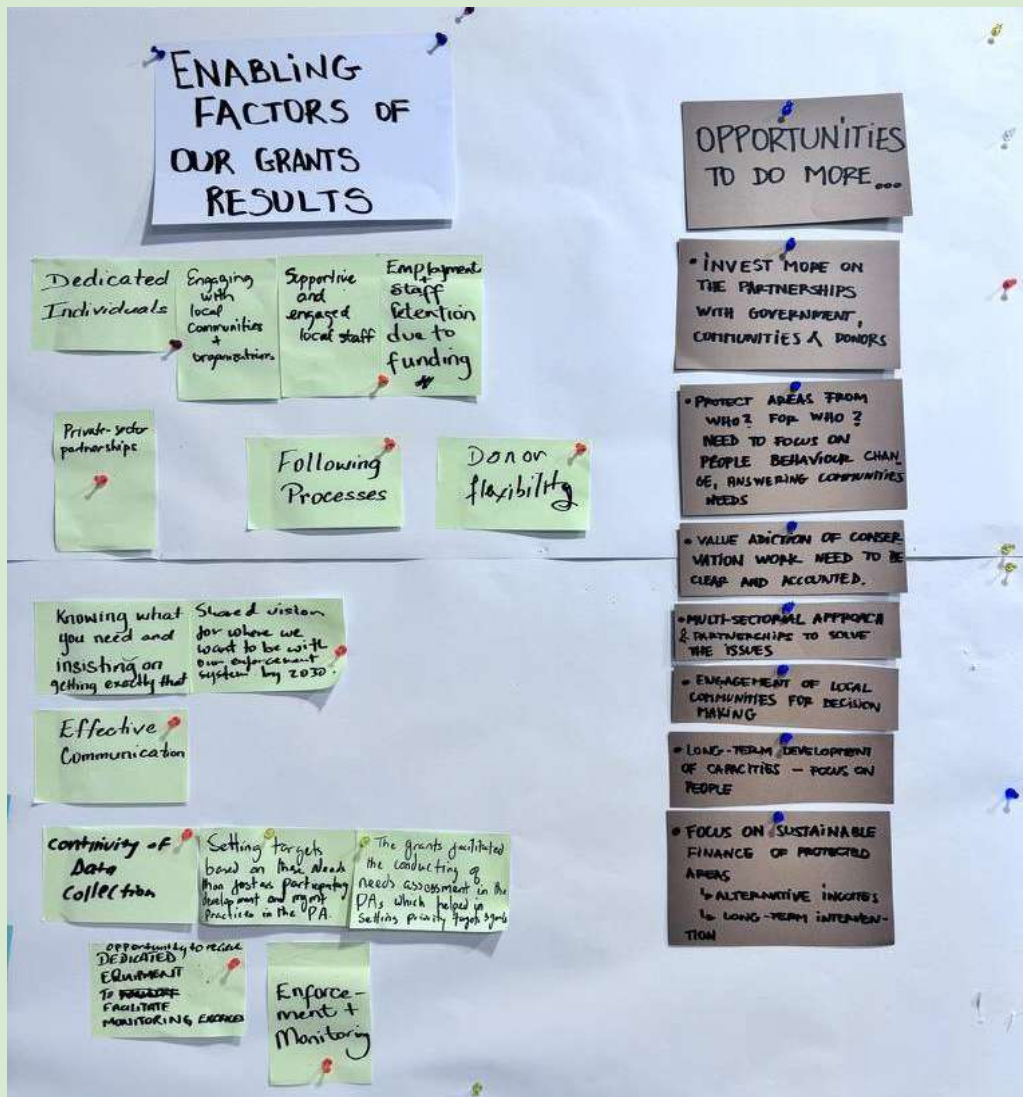 ENABLING
FACTORS OF
OUR GRANTS
RESULTS
Dedicated
Individuals
Engaging
with
local
communities
+
organizations
Supportive
and
engaged
local staff
Employment
+
staff
Retention
due to
funding
Private-sector
partnerships
Following
Processes
Donor
flexibility
Knowing what
you need and
insisting on
getting exactly that
Shared vision
for where we
want to be with
our enforcement
system by 2030.
Effective
Communication
Continuity of
Data
Collection
Setting targets
based on these needs
than fosters participatory
development and mgmt
Practices in the PA.
The grants facilitated
the conducting of
needs assessment in the
PAs which helped in
Setting priority targets
opportunity to recieve
DEDICATED
EQUIPMENT
TO
FACILITATE
MONITORING
Enforce-
ment +
Monitoring
OPPORTUNITIES
TO DO MORE...
• INVEST MORE ON
THE PARTNERSHIPS
WITH GOVERNMENT,
COMMUNITIES & DONORS
• PROTECT AREAS FROM
WHO? FOR WHO?
NEED TO FOCUS ON
PEOPLE BEHAVIOUR CHAN
GE, ANSWERING COMMUNITIES
NEEDS
• VALUE ADICTION OF CONSER
VATION WORK NEED TO BE
CLEAR AND ACCOUNTED.
• MULTI-SECTORIAL APPROACH
& PARTNERSHIPS TO SOLVE
THE ISSUES
• ENGAGEMENT OF LOCAL
COMMUNITIES FOR DECISION
MAKING
• LONG-TERM DEVELOPMENT
OF CAPACITIES - FOCUS ON
PEOPLE
• FOCUS ON SUSTAINABLE
FINANCE OF PROTECTED
AREAS
↳ ALTERNATIVE INCOMES
↳ LONG-TERM INTERVEN-
TION